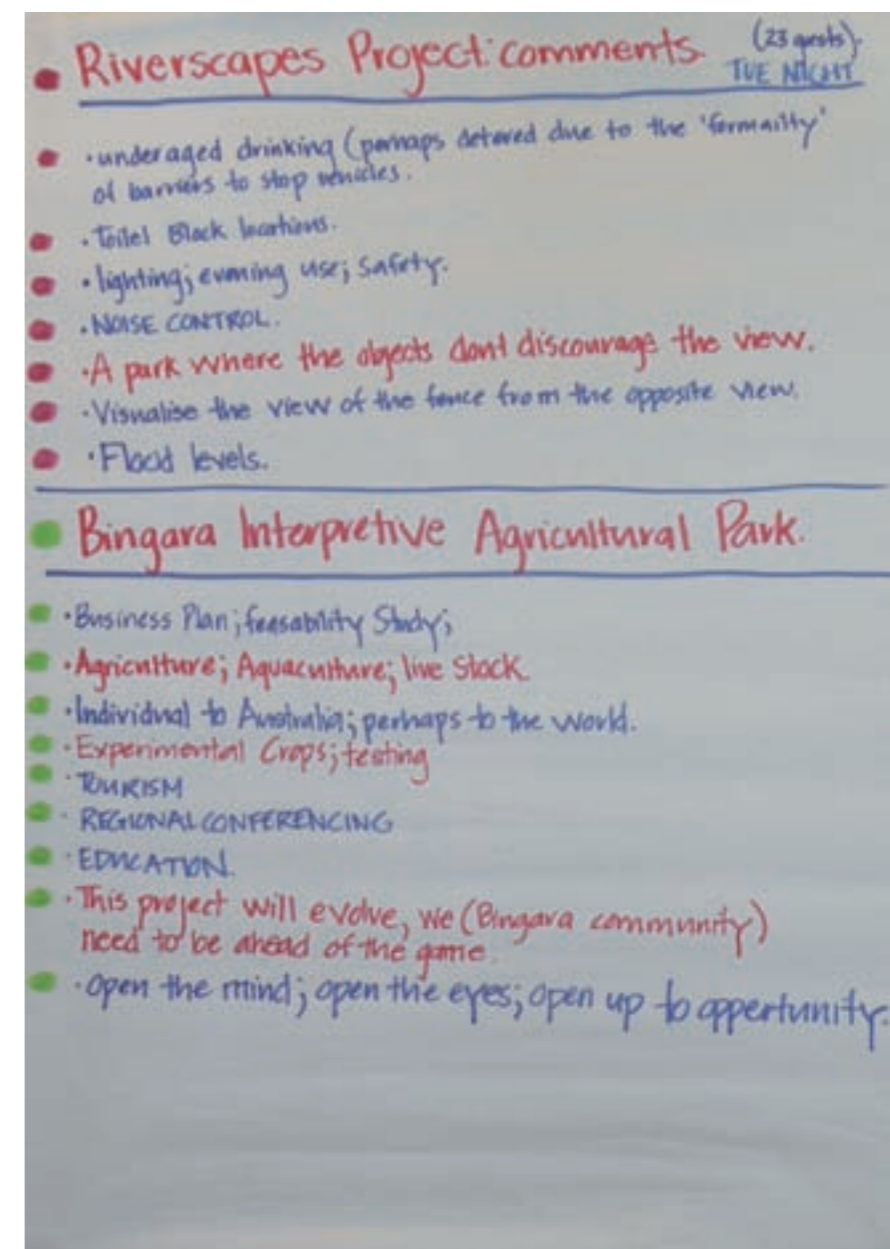 Riverscapes Project: comments. (23 guests).
TUE NIGHT
· underaged drinking (perhaps detered due to the 'formailty'
of barriers to stop vehicles.
· Toilet Block locations.
· lighting; evening use; safety.
· NOISE CONTROL.
· A park where the objects dont discourage the view.
· Visualise the view of the fence from the opposite view.
· Flood levels.
Bingara Interpretive Agricultural Park.
· Business Plan; feasability Study;
· Agriculture; Aquaculture; live stock.
· Individual to Australia; perhaps to the world.
· Experimental Crops; testing
· TOURISM
· REGIONAL CONFERENCING
· EDUCATION.
· This project will evolve, we (Bingara community)
need to be ahead of the game.
· Open the mind; open the eyes; open up to oppertunity.